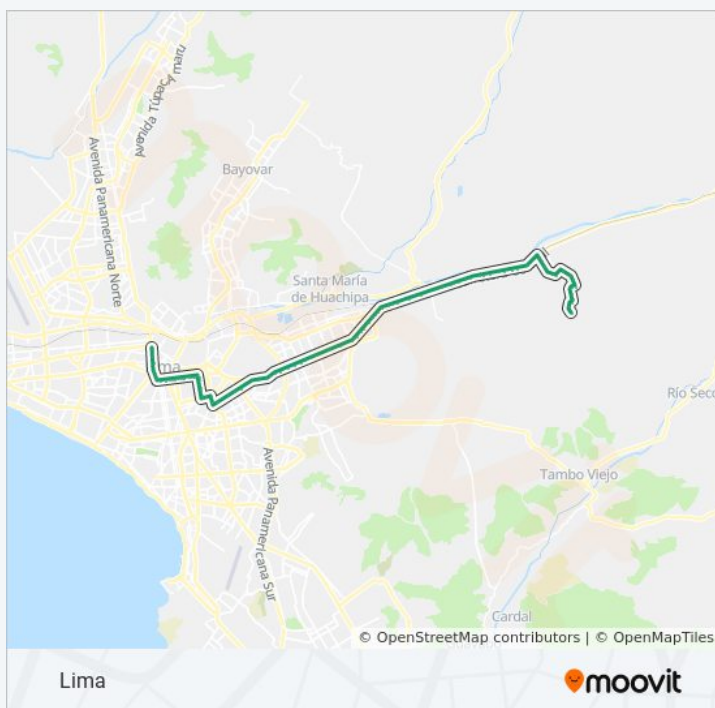 Avenida Túpac Amaru
Avenida Panamericana Norte
Bayovar
Santa María
de Huachipa
Lima
Río Seco
Avenida Panamericana Sur
Tambo Viejo
Cardal
© OpenStreetMap contributors | © OpenMapTiles
Lima
moovit